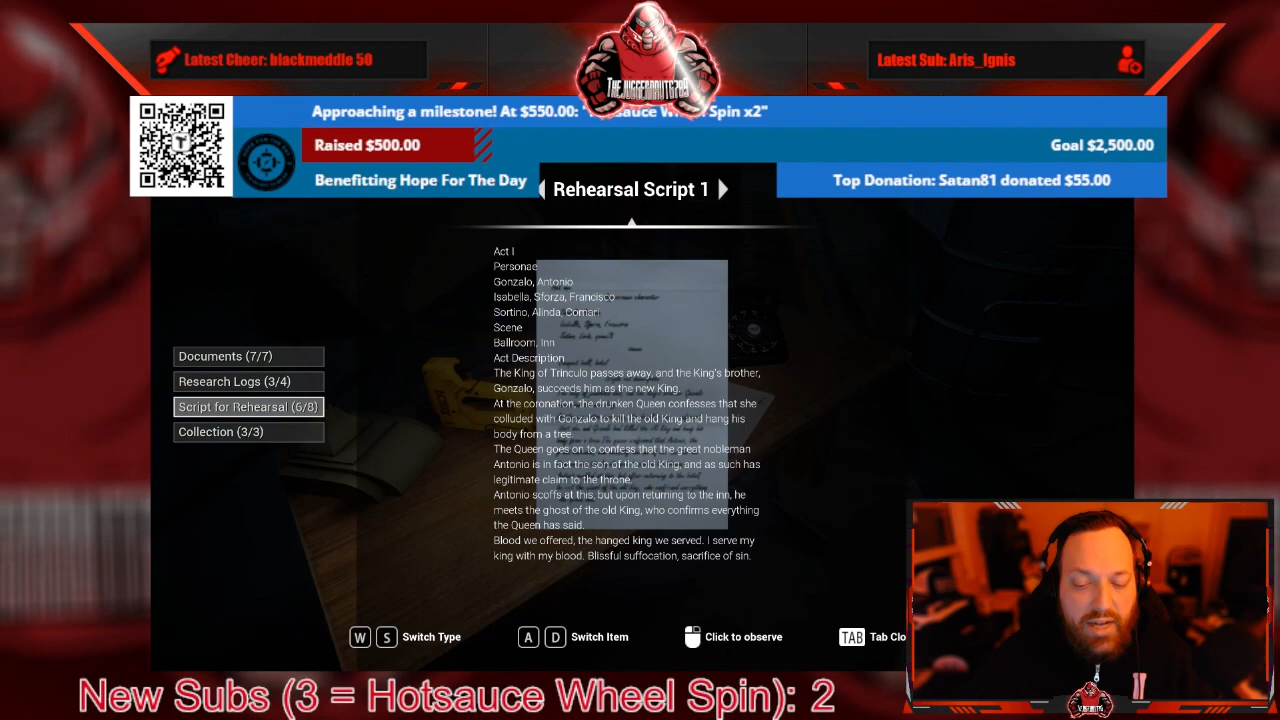 Latest Cheer: blackmeddle 50
Latest Sub: Aris_Ignis
THEJUGGERNAUT0789
Approaching a milestone! At $550.00: "Hotsauce Wheel Spin x2"
Raised $500.00
Goal $2,500.00
Benefitting Hope For The Day
Top Donation: Satan81 donated $55.00
Rehearsal Script 1
Act I
Personae
Gonzalo, Antonio
Isabella, Sforza, Francisco
Sortino, Alinda, Cornari
Scene
Ballroom, Inn
Act Description
The King of Trinculo passes away, and the King's brother,
Gonzalo, succeeds him as the new King.
At the coronation, the drunken Queen confesses that she
colluded with Gonzalo to kill the old King and hang his
body from a tree.
The Queen goes on to confess that the great nobleman
Antonio is in fact the son of the old King, and as such has
legitimate claim to the throne.
Antonio scoffs at this, but upon returning to the inn, he
meets the ghost of the old King, who confirms everything
the Queen has said.
Blood we offered, the hanged king we served. I serve my
king with my blood. Blissful suffocation, sacrifice of sin.
Documents (7/7)
Research Logs (3/4)
Script for Rehearsal (6/8)
Collection (3/3)
W S Switch Type
A D Switch Item
Click to observe
TAB Tab Clo
New Subs (3 = Hotsauce Wheel Spin): 2